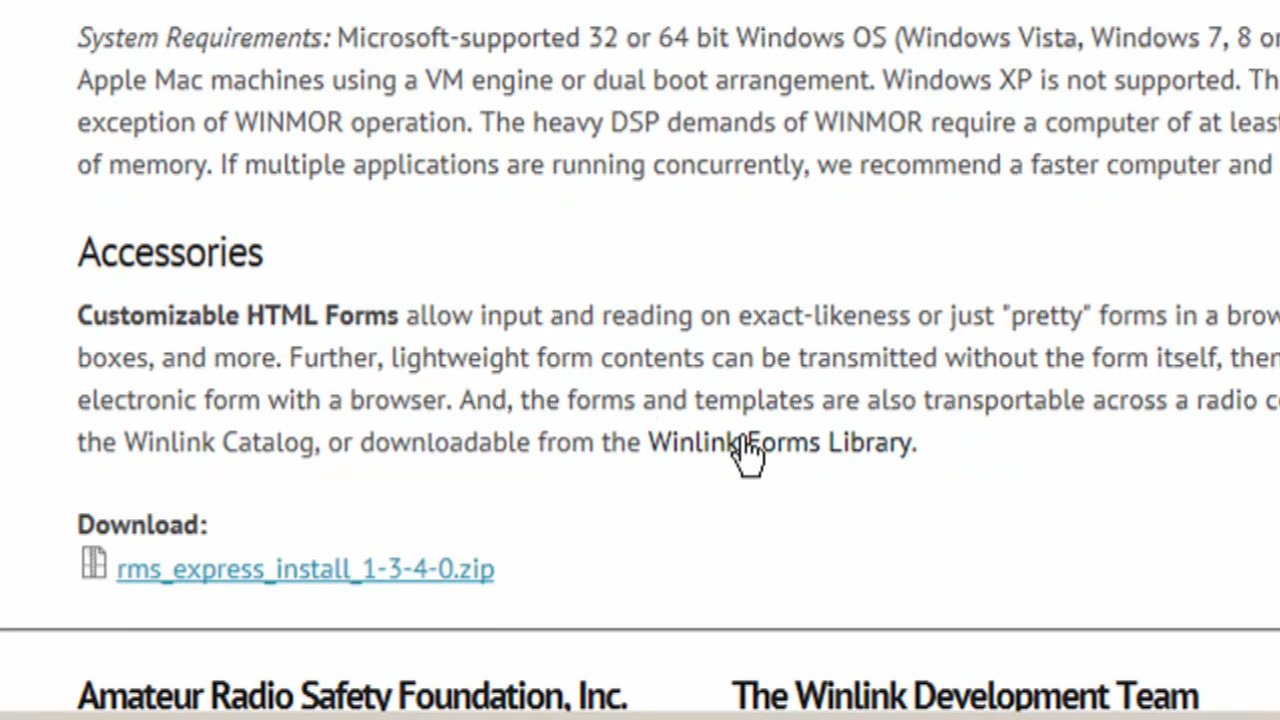 System Requirements: Microsoft-supported 32 or 64 bit Windows OS (Windows Vista, Windows 7, 8 or
Apple Mac machines using a VM engine or dual boot arrangement. Windows XP is not supported. Th
exception of WINMOR operation. The heavy DSP demands of WINMOR require a computer of at least
of memory. If multiple applications are running concurrently, we recommend a faster computer and
Accessories
Customizable HTML Forms allow input and reading on exact-likeness or just "pretty" forms in a brow
boxes, and more. Further, lightweight form contents can be transmitted without the form itself, then
electronic form with a browser. And, the forms and templates are also transportable across a radio c
the Winlink Catalog, or downloadable from the Winlink Forms Library.
Download:
rms_express_install_1-3-4-0.zip
Amateur Radio Safety Foundation, Inc.
The Winlink Development Team